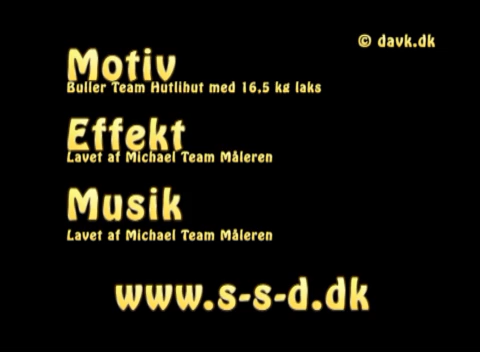 © davk.dk
Motiv
Buller Team Hutlihut med 16,5 kg laks
Effekt
Lavet af Michael Team Måleren
Musik
Lavet af Michael Team Måleren
www.s-s-d.dk